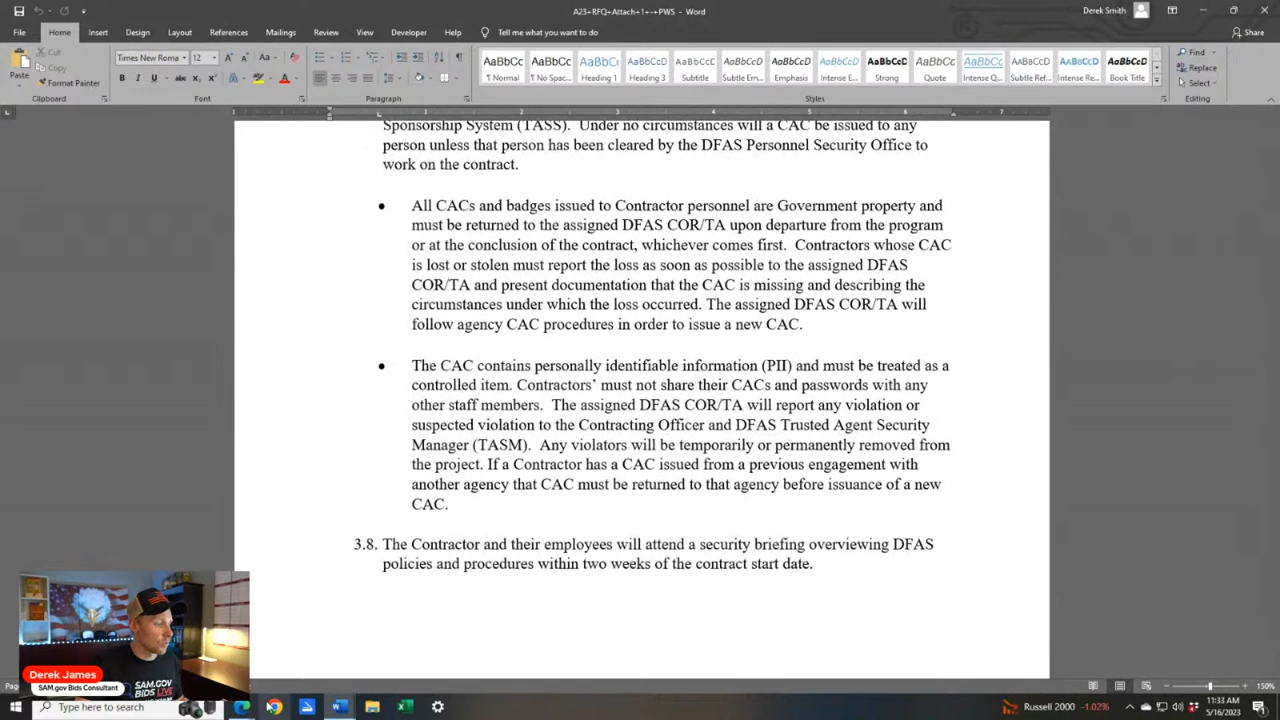 A23+RFQ+Attach+1+-+PWS - Word
Derek Smith
File Home Insert Draw Design Layout References Mailings Review View Developer Help Tell me what you want to do
Share
Paste
Cut
Copy
Format Painter
Clipboard
Times New Roma 12
Font
Paragraph
AaBbCc AaBbCc AaBbCc AaBbCc AaBbCc AaBbCc AaBbCc AaBbCc AaBbCc AaBbCc AaBbCc AaBbCc AaBbCc AaBbCc
¶ Normal ¶ No Spac... Heading 1 Heading 3 Subtitle Subtle Em... Emphasis Intense E... Strong Quote Intense Q... Subtle Ref... Intense Re... Book Title
Styles
Find
Replace
Select
Editing
Sponsorship System (TASS).  Under no circumstances will a CAC be issued to any
person unless that person has been cleared by the DFAS Personnel Security Office to
work on the contract.
• All CACs and badges issued to Contractor personnel are Government property and
must be returned to the assigned DFAS COR/TA upon departure from the program
or at the conclusion of the contract, whichever comes first.  Contractors whose CAC
is lost or stolen must report the loss as soon as possible to the assigned DFAS
COR/TA and present documentation that the CAC is missing and describing the
circumstances under which the loss occurred. The assigned DFAS COR/TA will
follow agency CAC procedures in order to issue a new CAC.
• The CAC contains personally identifiable information (PII) and must be treated as a
controlled item. Contractors’ must not share their CACs and passwords with any
other staff members.  The assigned DFAS COR/TA will report any violation or
suspected violation to the Contracting Officer and DFAS Trusted Agent Security
Manager (TASM).  Any violators will be temporarily or permanently removed from
the project. If a Contractor has a CAC issued from a previous engagement with
another agency that CAC must be returned to that agency before issuance of a new
CAC.
3.8. The Contractor and their employees will attend a security briefing overviewing DFAS
policies and procedures within two weeks of the contract start date.
SAM.GOV
BIDS LIVE
Derek James
SAM.gov Bids Consultant
150%
Type here to search
Russell 2000 -1.02%
11:33 AM
5/16/2023